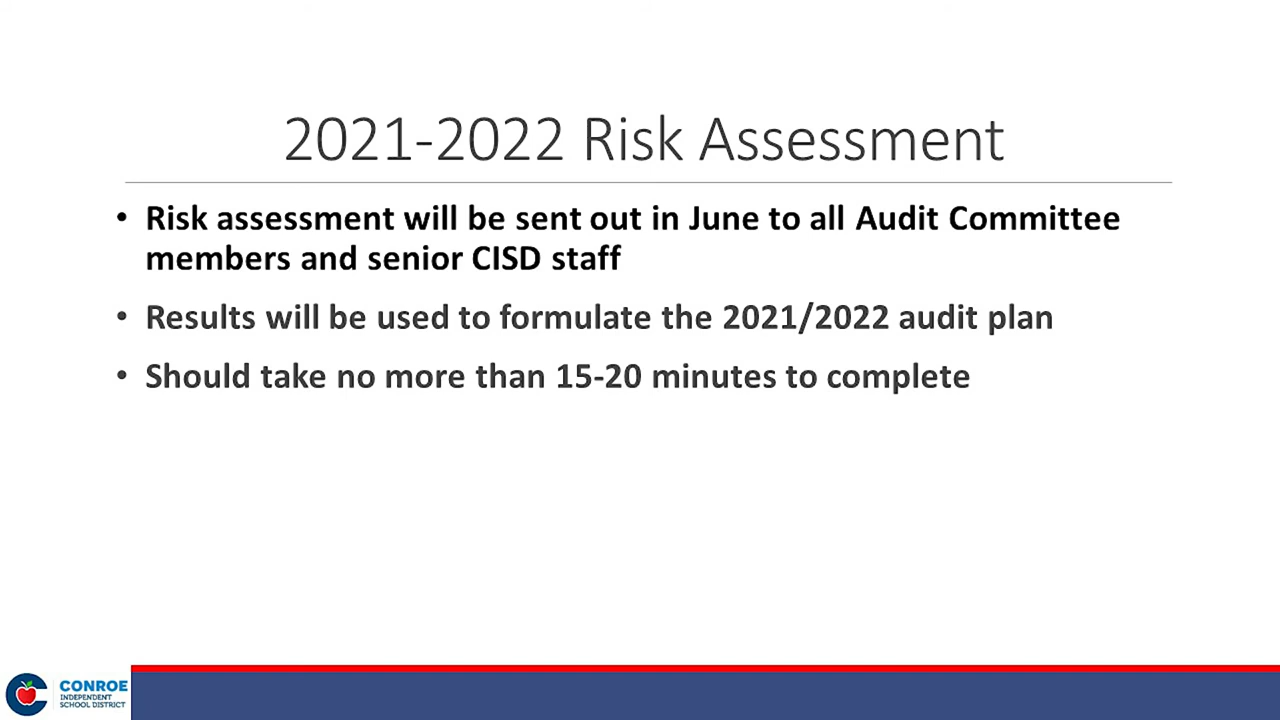 2021-2022 Risk Assessment
• Risk assessment will be sent out in June to all Audit Committee
members and senior CISD staff
• Results will be used to formulate the 2021/2022 audit plan
• Should take no more than 15-20 minutes to complete
CONROE
INDEPENDENT
SCHOOL DISTRICT